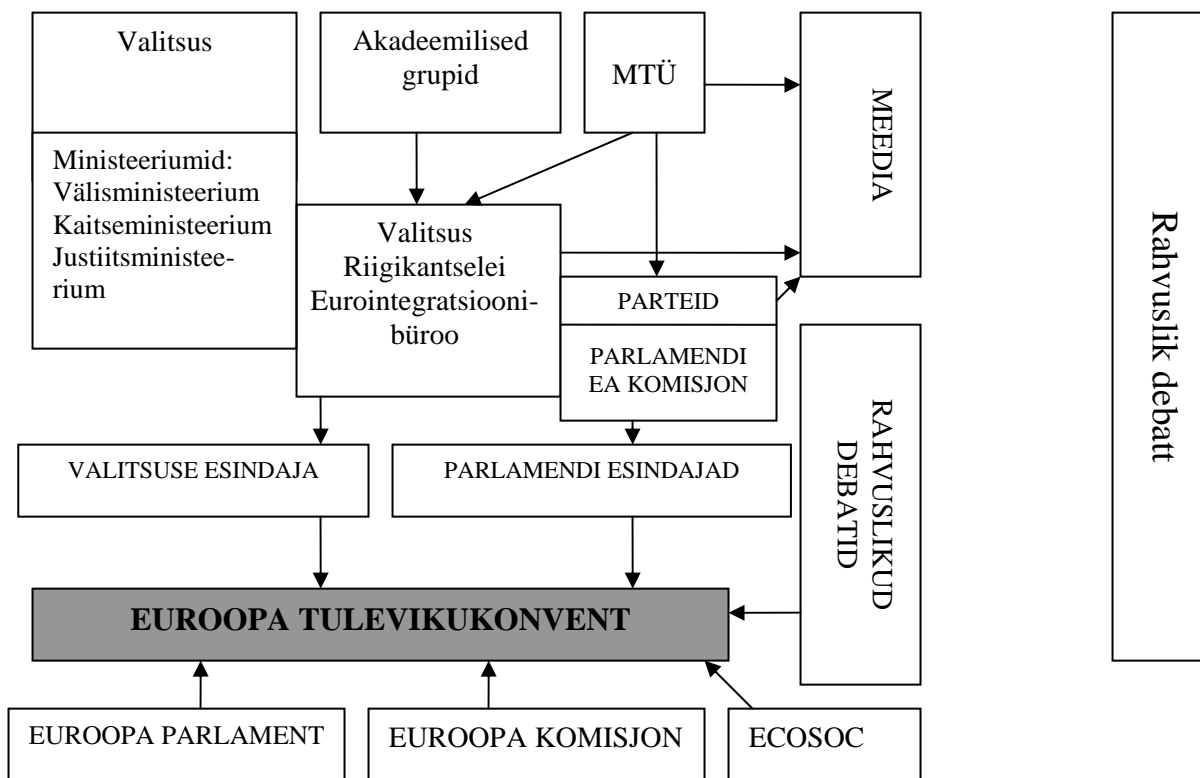 Valitsus
Akadeemilised
grupid
MTÜ
MEEDIA
Rahvuslik debatt
Ministeeriumid:
Välisministeerium
Kaitseministeerium
Justiitsministee-
rium
Valitsus
Riigikantselei
Eurointegratsiooni-
büroo
PARTEID
PARLAMENDI
EA KOMISJON
RAHVUSLIKUD
DEBATID
VALITSUSE ESINDAJA
PARLAMENDI ESINDAJAD
EUROOPA TULEVIKUKONVENT
EUROOPA PARLAMENT
EUROOPA KOMISJON
ECOSOC